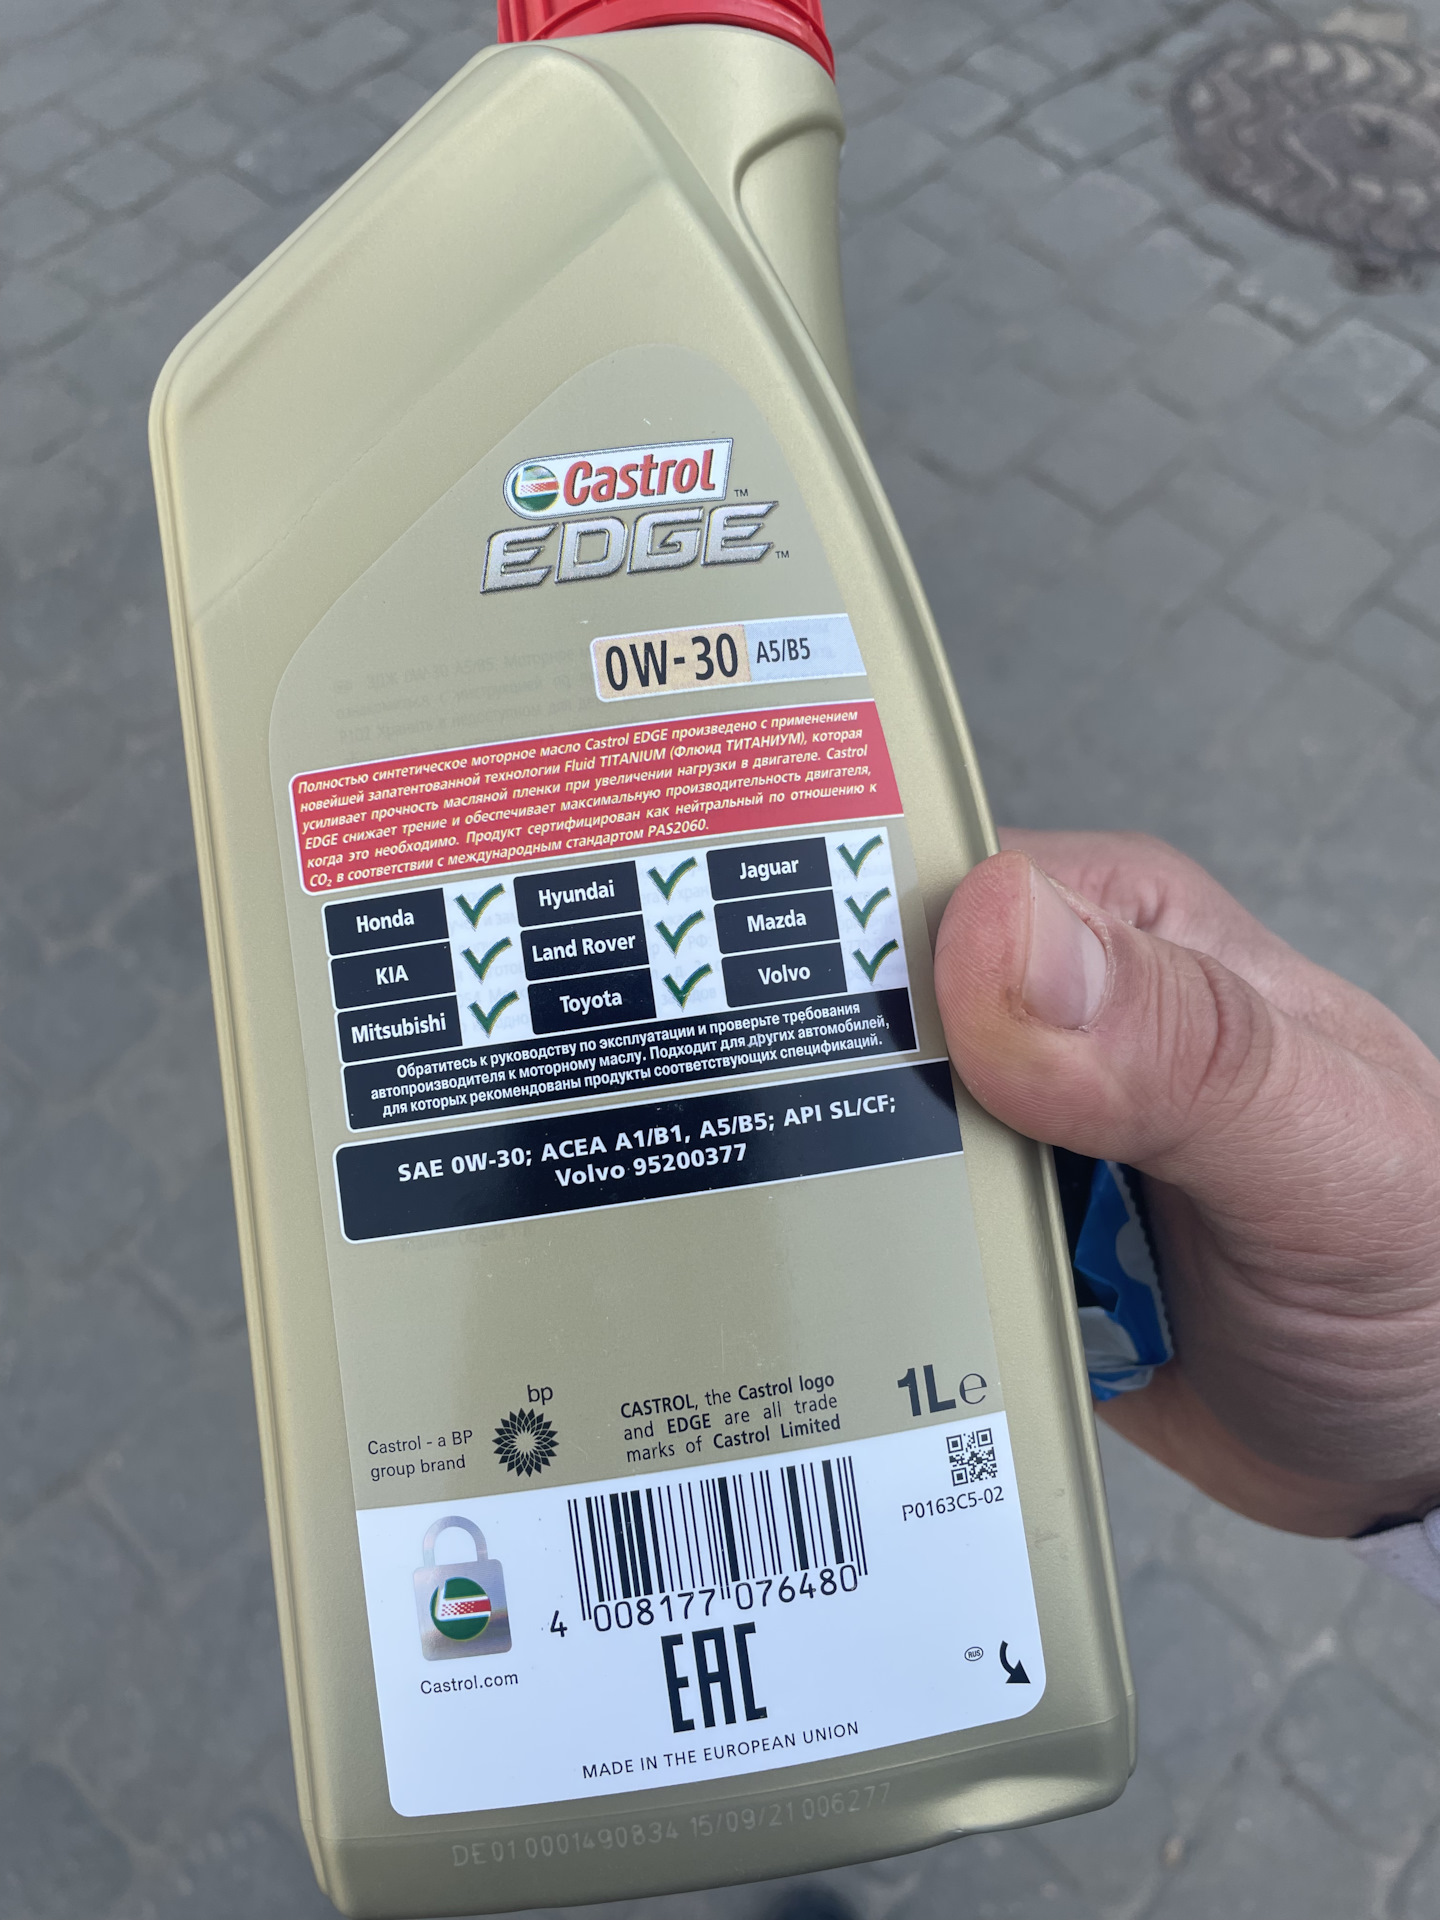 Castrol
EDGE
0W-30 A5/B5
Полностью синтетическое моторное масло Castrol EDGE произведено с применением
новейшей запатентованной технологии Fluid TITANIUM (Флюид ТИТАНИУМ), которая
усиливает прочность масляной пленки при увеличении нагрузки в двигателе. Castrol
EDGE снижает трение и обеспечивает максимальную производительность двигателя,
когда это необходимо. Продукт сертифицирован как нейтральный по отношению к
CO₂ в соответствии с международным стандартом PAS2060.
Honda Hyundai Jaguar
KIA Land Rover Mazda
Mitsubishi Toyota Volvo
Обратитесь к руководству по эксплуатации и проверьте требования
автопроизводителя к моторному маслу. Подходит для других автомобилей,
для которых рекомендованы продукты соответствующих спецификаций.
SAE 0W-30; ACEA A1/B1, A5/B5; API SL/CF;
Volvo 95200377
bp
Castrol - a BP
group brand
CASTROL, the Castrol logo
and EDGE are all trade
marks of Castrol Limited
1L e
P0163C5-02
4 008177 076480
Castrol.com
EAC
RUS
MADE IN THE EUROPEAN UNION
DE01 0001490834 15/09/21 006277